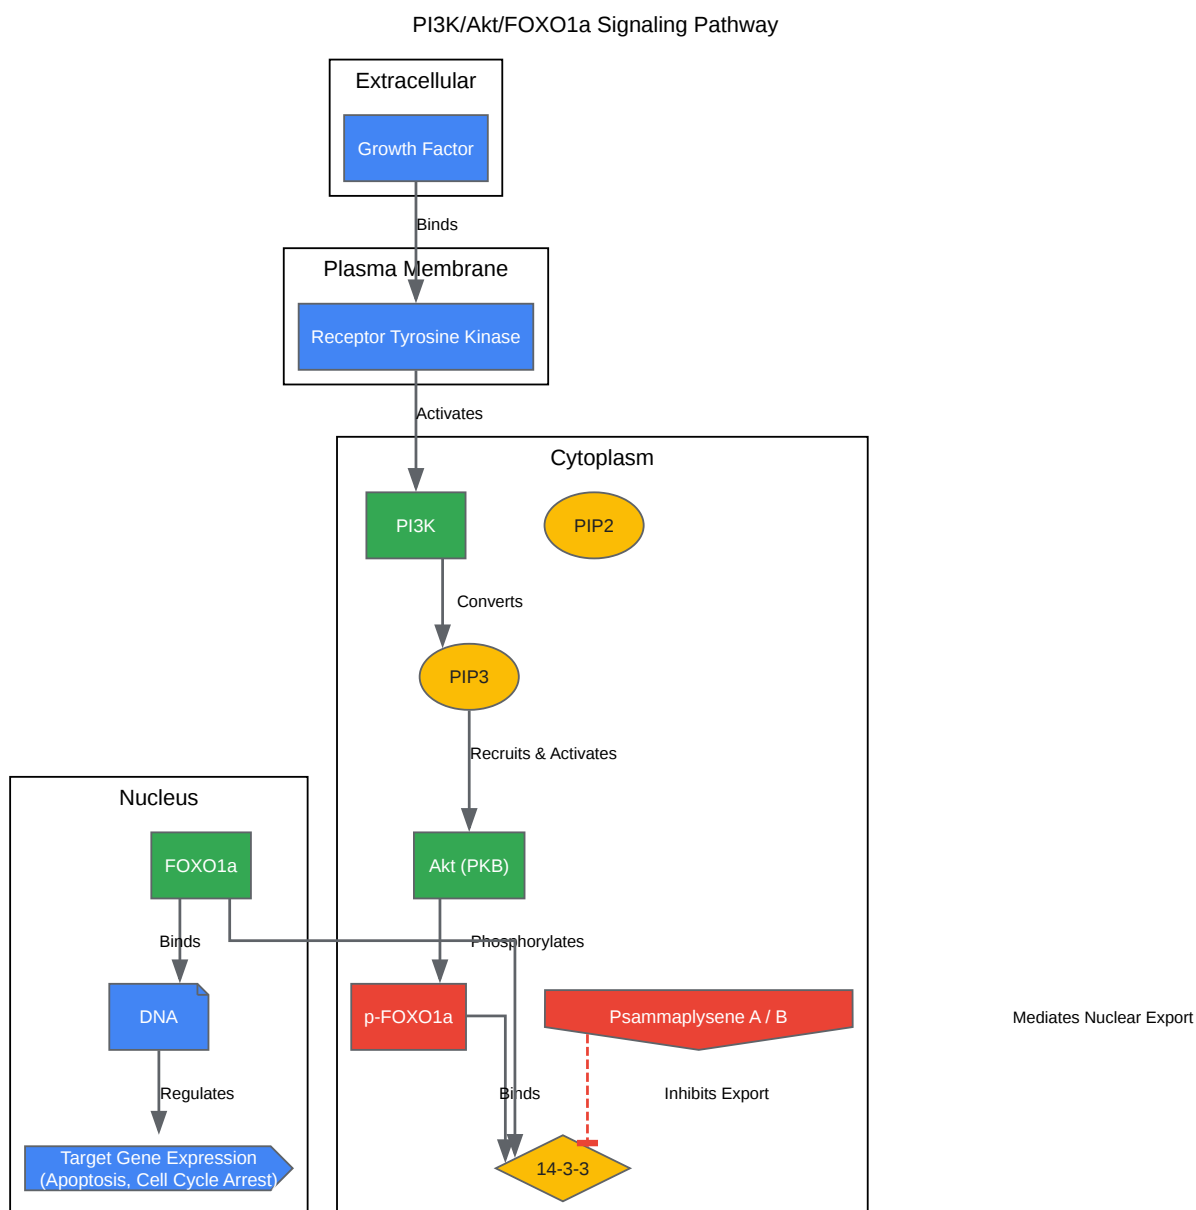 PI3K/Akt/FOXO1a Signaling Pathway
Extracellular
Growth Factor
Binds
Plasma Membrane
Receptor Tyrosine Kinase
Activates
Cytoplasm
PI3K
PIP2
Converts
PIP3
Recruits & Activates
Nucleus
FOXO1a
Akt (PKB)
Binds
Phosphorylates
DNA
p-FOXO1a
Psammaplysene A / B
Mediates Nuclear Export
Regulates
Binds
Inhibits Export
Target Gene Expression
(Apoptosis, Cell Cycle Arrest)
14-3-3